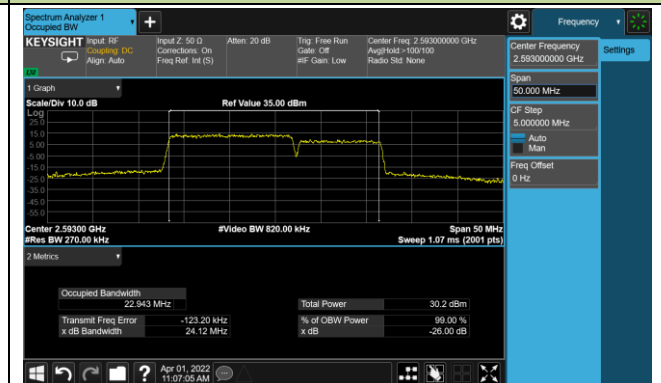 Spectrum Analyzer 1
Occupied BW
Frequency
KEYSIGHT
Input: RF
Coupling: DC
Align: Auto
Input Z: 50 Ω
Corrections: On
Freq Ref: Int (S)
Atten: 20 dB
Trig: Free Run
Gate: Off
#IF Gain: Low
Center Freq: 2.593000000 GHz
Avg|Hold:>100/100
Radio Std: None
Center Frequency
2.593000000 GHz
Settings
Span
50.000 MHz
CF Step
5.000000 MHz
Auto
Man
Freq Offset
0 Hz
1 Graph
Scale/Div 10.0 dB
Ref Value 35.00 dBm
Log
25.0
15.0
5.00
-5.00
-15.0
-25.0
-35.0
-45.0
-55.0
Center 2.59300 GHz
#Video BW 820.00 kHz
Span 50 MHz
#Res BW 270.00 kHz
Sweep 1.07 ms (2001 pts)
2 Metrics
Occupied Bandwidth
22.943 MHz
Total Power
30.2 dBm
Transmit Freq Error
-123.20 kHz
% of OBW Power
99.00 %
x dB Bandwidth
24.12 MHz
x dB
-26.00 dB
?
Apr 01, 2022
11:07:05 AM